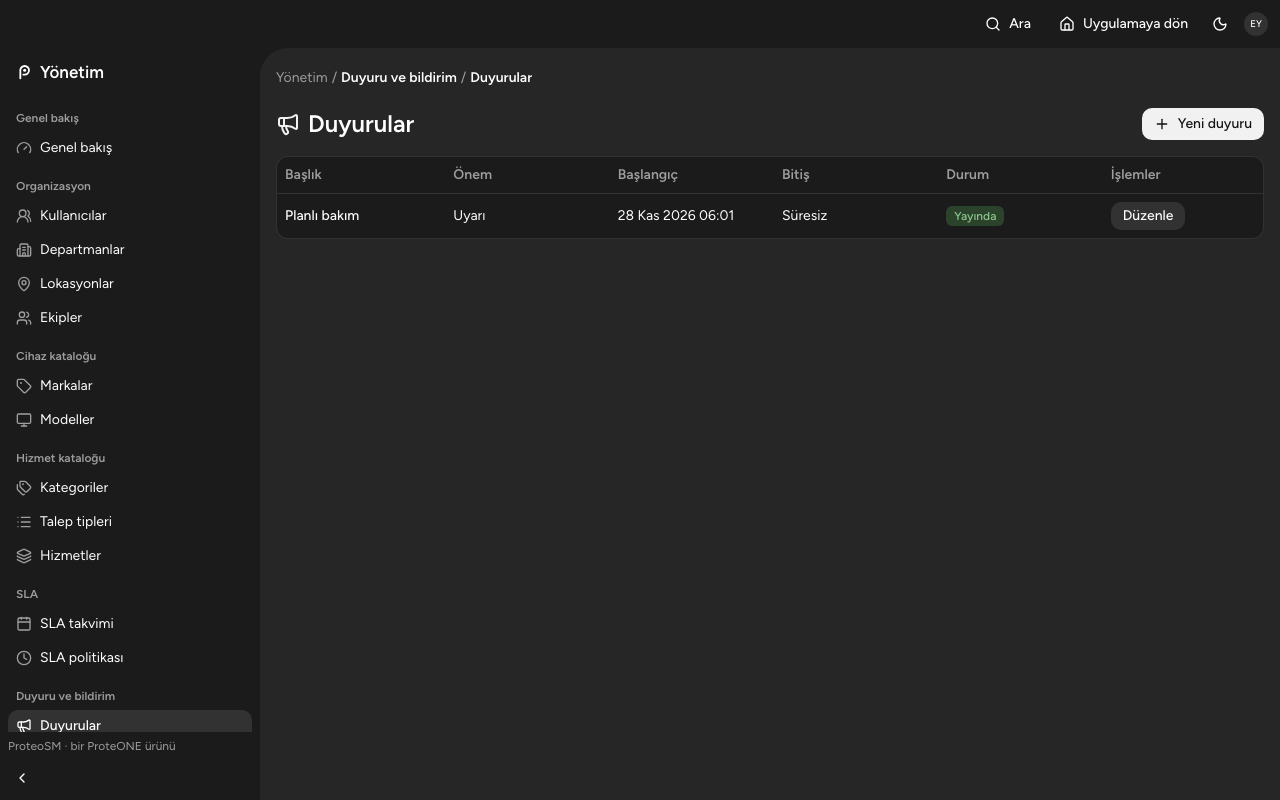 Ara
Uygulamaya dön
EY
Yönetim
Genel bakış
Genel bakış
Organizasyon
Kullanıcılar
Departmanlar
Lokasyonlar
Ekipler
Cihaz kataloğu
Markalar
Modeller
Hizmet kataloğu
Kategoriler
Talep tipleri
Hizmetler
SLA
SLA takvimi
SLA politikası
Duyuru ve bildirim
Duyurular
ProteoSM · bir ProteONE ürünü
Yönetim / Duyuru ve bildirim / Duyurular
Duyurular
Yeni duyuru
Başlık Önem Başlangıç Bitiş Durum İşlemler
Planlı bakım Uyarı 28 Kas 2026 06:01 Süresiz Yayında Düzenle